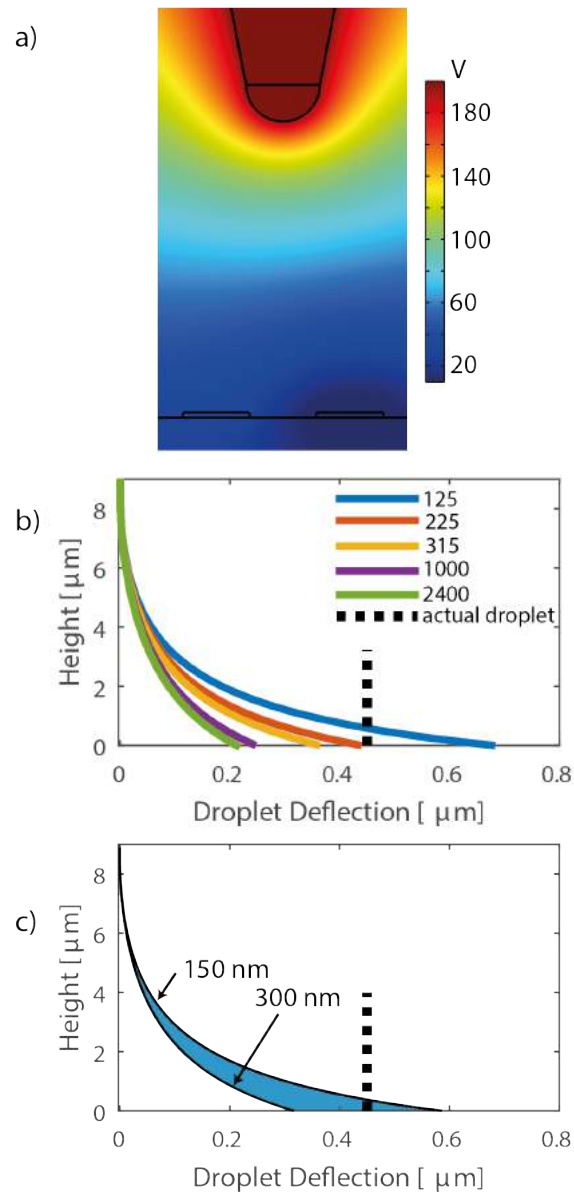 a)
V
180
140
100
60
20
b)
125
225
315
1000
2400
actual droplet
8
6
4
2
0
Height [µm]
0 0.2 0.4 0.6 0.8
Droplet Deflection [ µm]
c)
150 nm
300 nm
8
6
4
2
0
Height [µm]
0 0.2 0.4 0.6 0.8
Droplet Deflection [ µm]